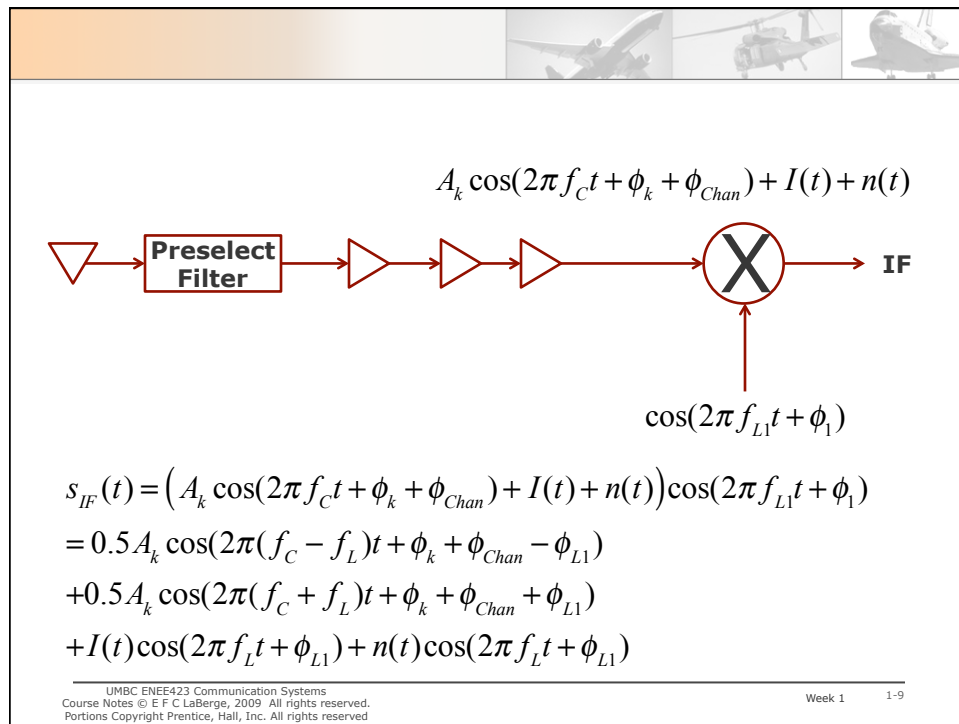 A_k cos(2π f_C t + ϕ_k + ϕ_Chan) + I(t) + n(t)
Preselect
Filter
X
IF
cos(2π f_L1 t + ϕ_1)
s_IF(t) = (A_k cos(2π f_C t + ϕ_k + ϕ_Chan) + I(t) + n(t))cos(2π f_L1 t + ϕ_1)
= 0.5A_k cos(2π(f_C − f_L)t + ϕ_k + ϕ_Chan − ϕ_L1)
+0.5A_k cos(2π(f_C + f_L)t + ϕ_k + ϕ_Chan + ϕ_L1)
+I(t)cos(2π f_L t + ϕ_L1) + n(t)cos(2π f_L t + ϕ_L1)
UMBC ENEE423 Communication Systems
Course Notes © E F C LaBerge, 2009 All rights reserved.
Portions Copyright Prentice, Hall, Inc. All rights reserved
Week 1 1-9